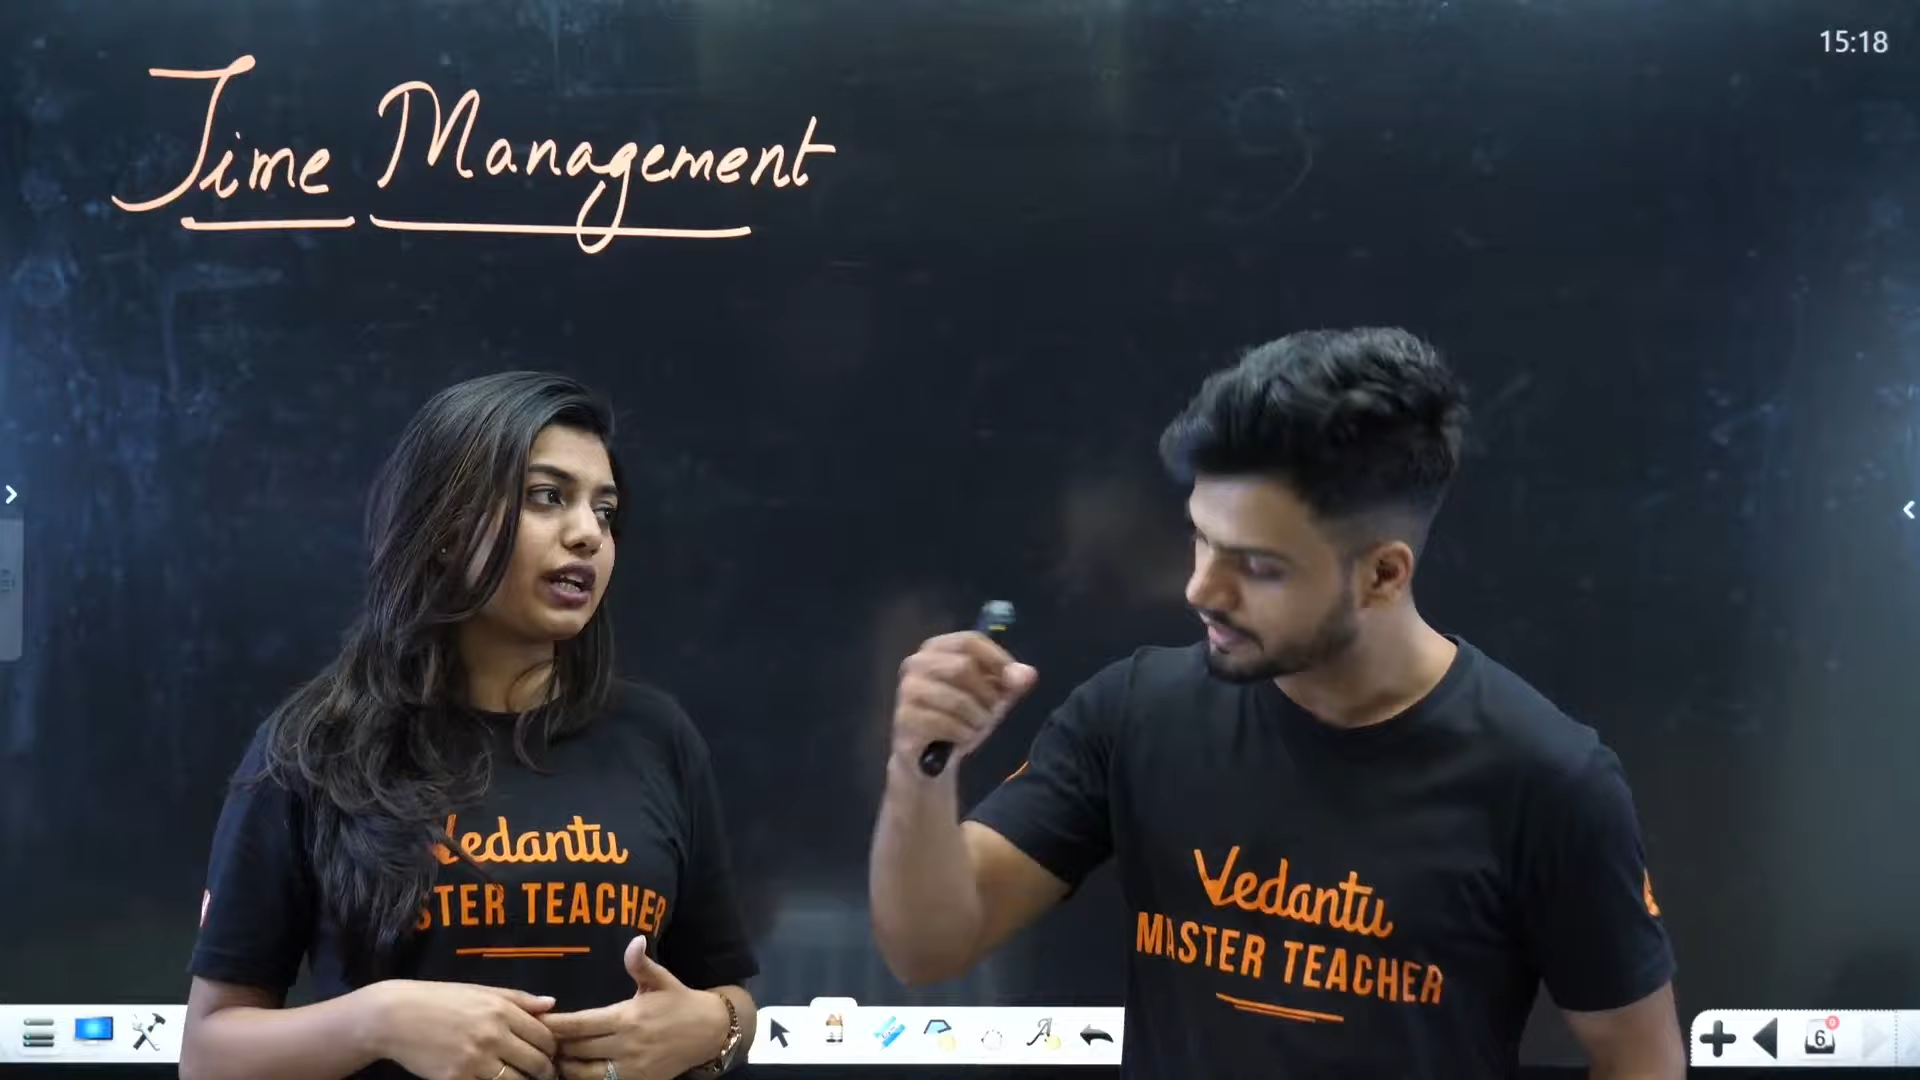 15:18
Time Management
Vedantu
STER TEACHER
Vedantu
MASTER TEACHER
6